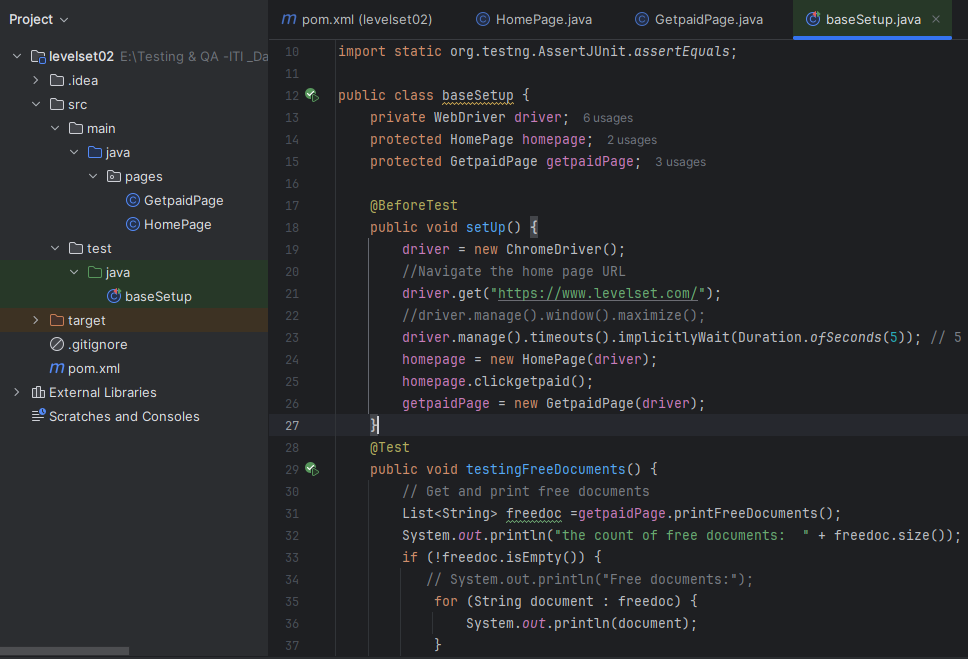 Project
pom.xml (levelset02)
HomePage.java
GetpaidPage.java
baseSetup.java
levelset02 E:\Testing & QA -ITI _Da
.idea
src
main
java
pages
GetpaidPage
HomePage
test
java
baseSetup
target
.gitignore
pom.xml
External Libraries
Scratches and Consoles
10 import static org.testng.AssertJUnit.assertEquals;
11
12 public class baseSetup {
13 private WebDriver driver; 6 usages
14 protected HomePage homepage; 2 usages
15 protected GetpaidPage getpaidPage; 3 usages
16
17 @BeforeTest
18 public void setUp() {
19 driver = new ChromeDriver();
20 //Navigate the home page URL
21 driver.get("https://www.levelset.com/");
22 //driver.manage().window().maximize();
23 driver.manage().timeouts().implicitlyWait(Duration.ofSeconds(5)); // 5
24 homepage = new HomePage(driver);
25 homepage.clickgetpaid();
26 getpaidPage = new GetpaidPage(driver);
27 }
28 @Test
29 public void testingFreeDocuments() {
30 // Get and print free documents
31 List<String> freedoc =getpaidPage.printFreeDocuments();
32 System.out.println("the count of free documents:  " + freedoc.size());
33 if (!freedoc.isEmpty()) {
34 // System.out.println("Free documents:");
35 for (String document : freedoc) {
36 System.out.println(document);
37 }